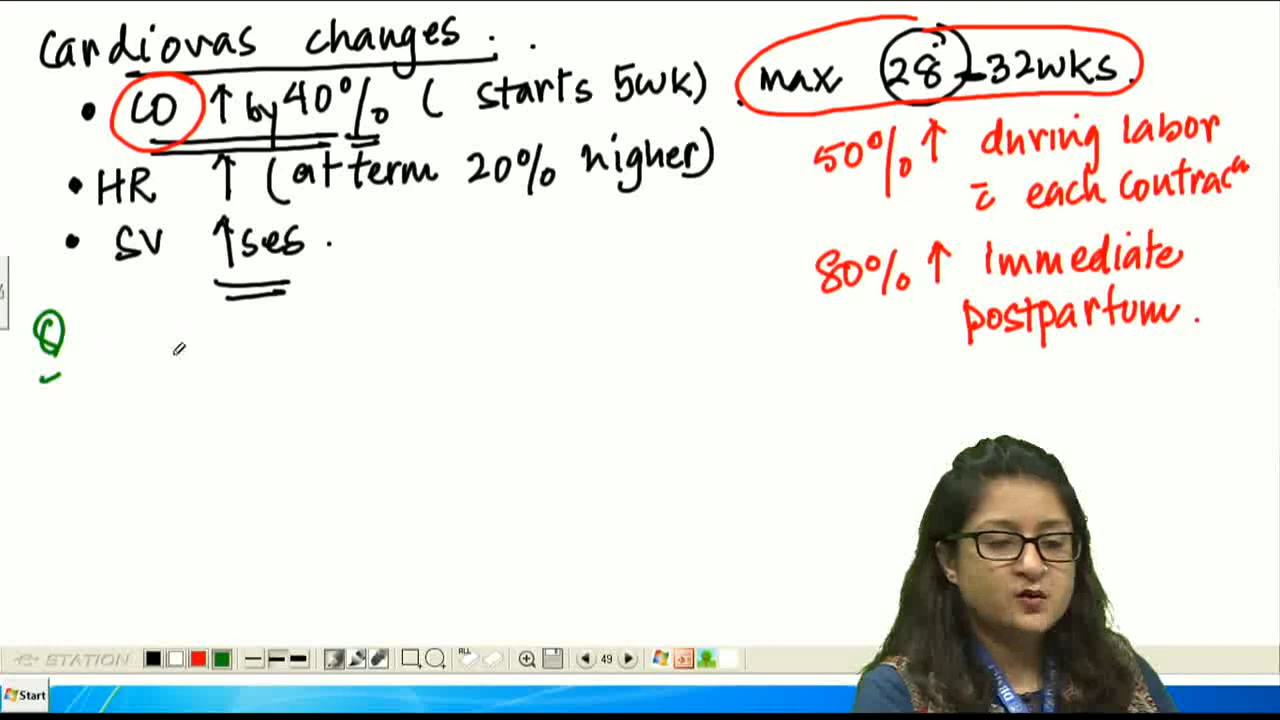 Cardiovas changes.
• CO ↑ by 40% ( starts 5wk)
• HR ↑ (at term 20% higher)
• SV ↑ses.
max 28-32wks.
50% ↑ during labor
c̄ each contracⁿ
80% ↑ immediate
postpartum.
Q
STATION
ALL
49
Start